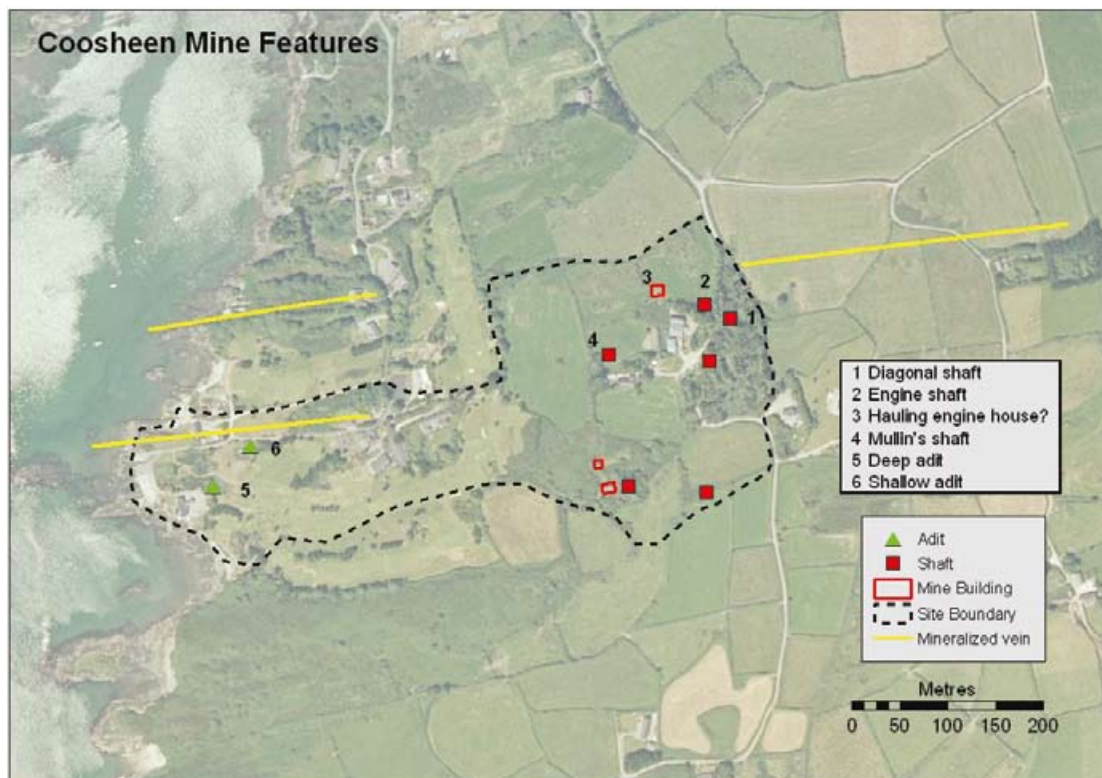 Coosheen Mine Features
3
2
1
4
6
5
1 Diagonal shaft
2 Engine shaft
3 Hauling engine house?
4 Mullin's shaft
5 Deep adit
6 Shallow adit
Adit
Shaft
Mine Building
Site Boundary
Mineralized vein
Metres
0 50 100 150 200